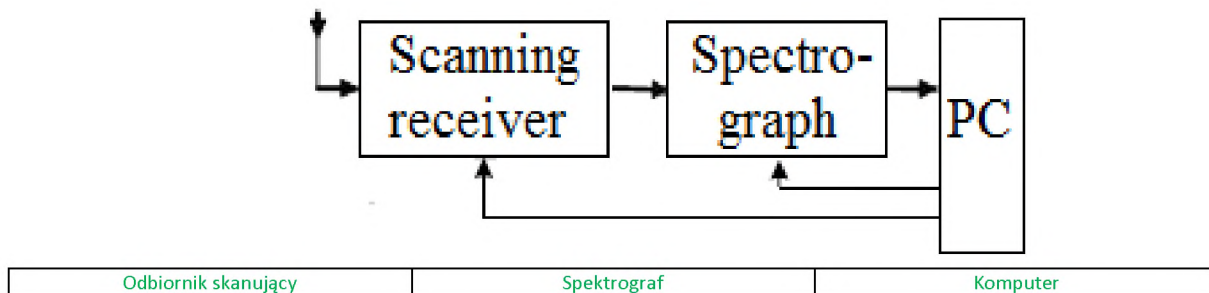 Scanning
receiver
Spectro-
graph
PC
Odbiornik skanujący
Spektrograf
Komputer